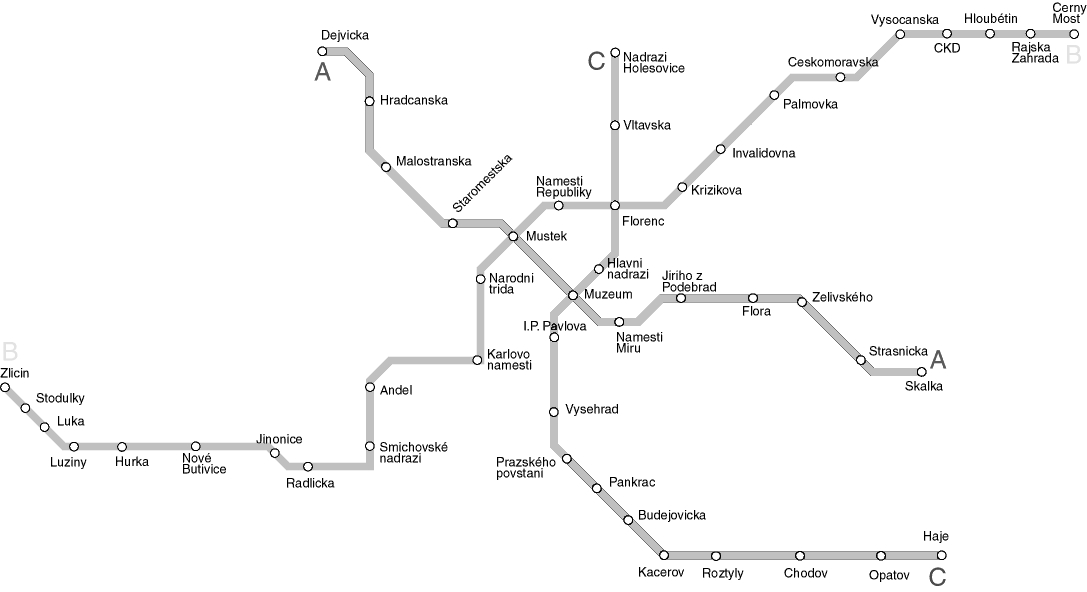 Cerny
Most
Vysocanska
Hloubétin
CKD
Rajska
Zahrada
B
Dejvicka
A
C
Nadrazi
Holesovice
Ceskomoravska
Hradcanska
Palmovka
Vltavska
Malostranska
Staromestska
Invalidovna
Namesti
Republiky
Krizikova
Florenc
Mustek
Hlavni
nadrazi
Narodni
trida
Muzeum
Jiriho z
Podebrad
Zelivského
Flora
I.P. Pavlova
Namesti
Miru
B
Zlicin
Karlovo
namesti
Strasnicka
A
Skalka
Stodulky
Andel
Luka
Vysehrad
Jinonice
Smichovské
nadrazi
Luziny
Hurka
Nové
Butivice
Radlicka
Prazského
povstani
Pankrac
Budejovicka
Haje
Kacerov
Roztyly
Chodov
Opatov
C